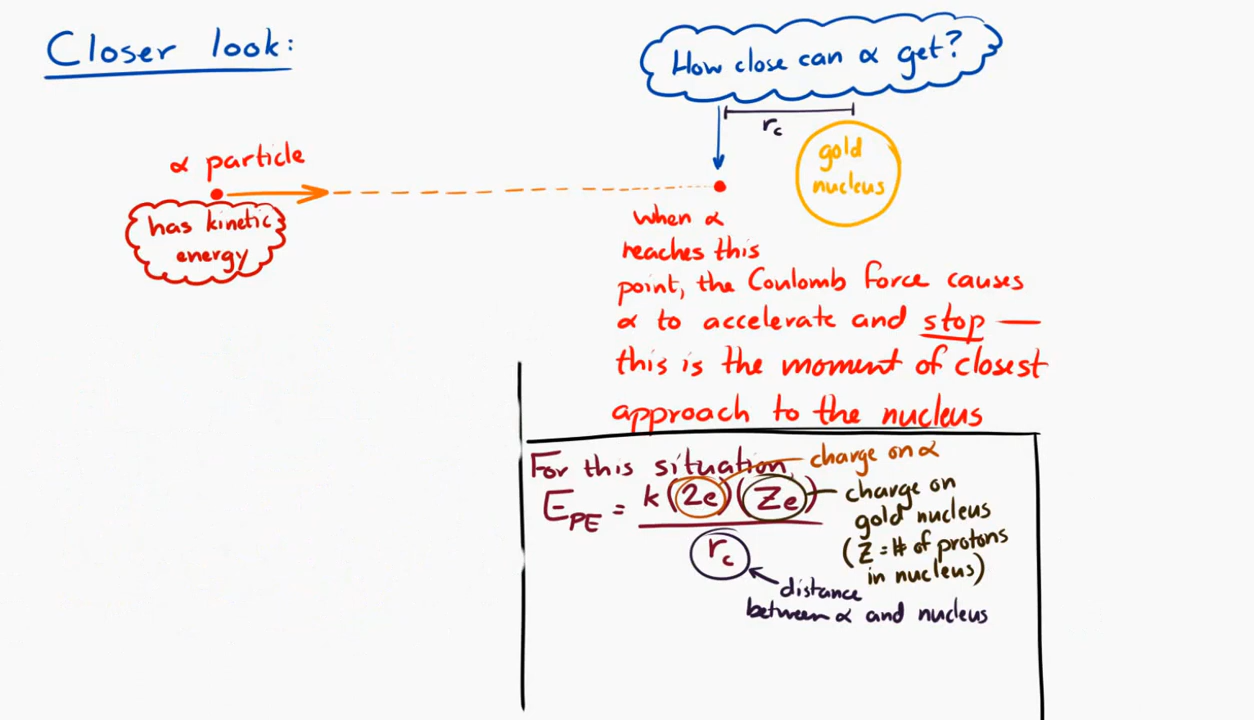 Closer look:
How close can α get?
r_c
α particle
has kinetic
energy
gold
nucleus
when α
reaches this
point, the Coulomb force causes
α to accelerate and stop —
this is the moment of closest
approach to the nucleus
For this situation,
E_PE = k(2e)(Ze) / r_c
charge on α
charge on
gold nucleus
(Z = # of protons
in nucleus)
distance
between α and nucleus